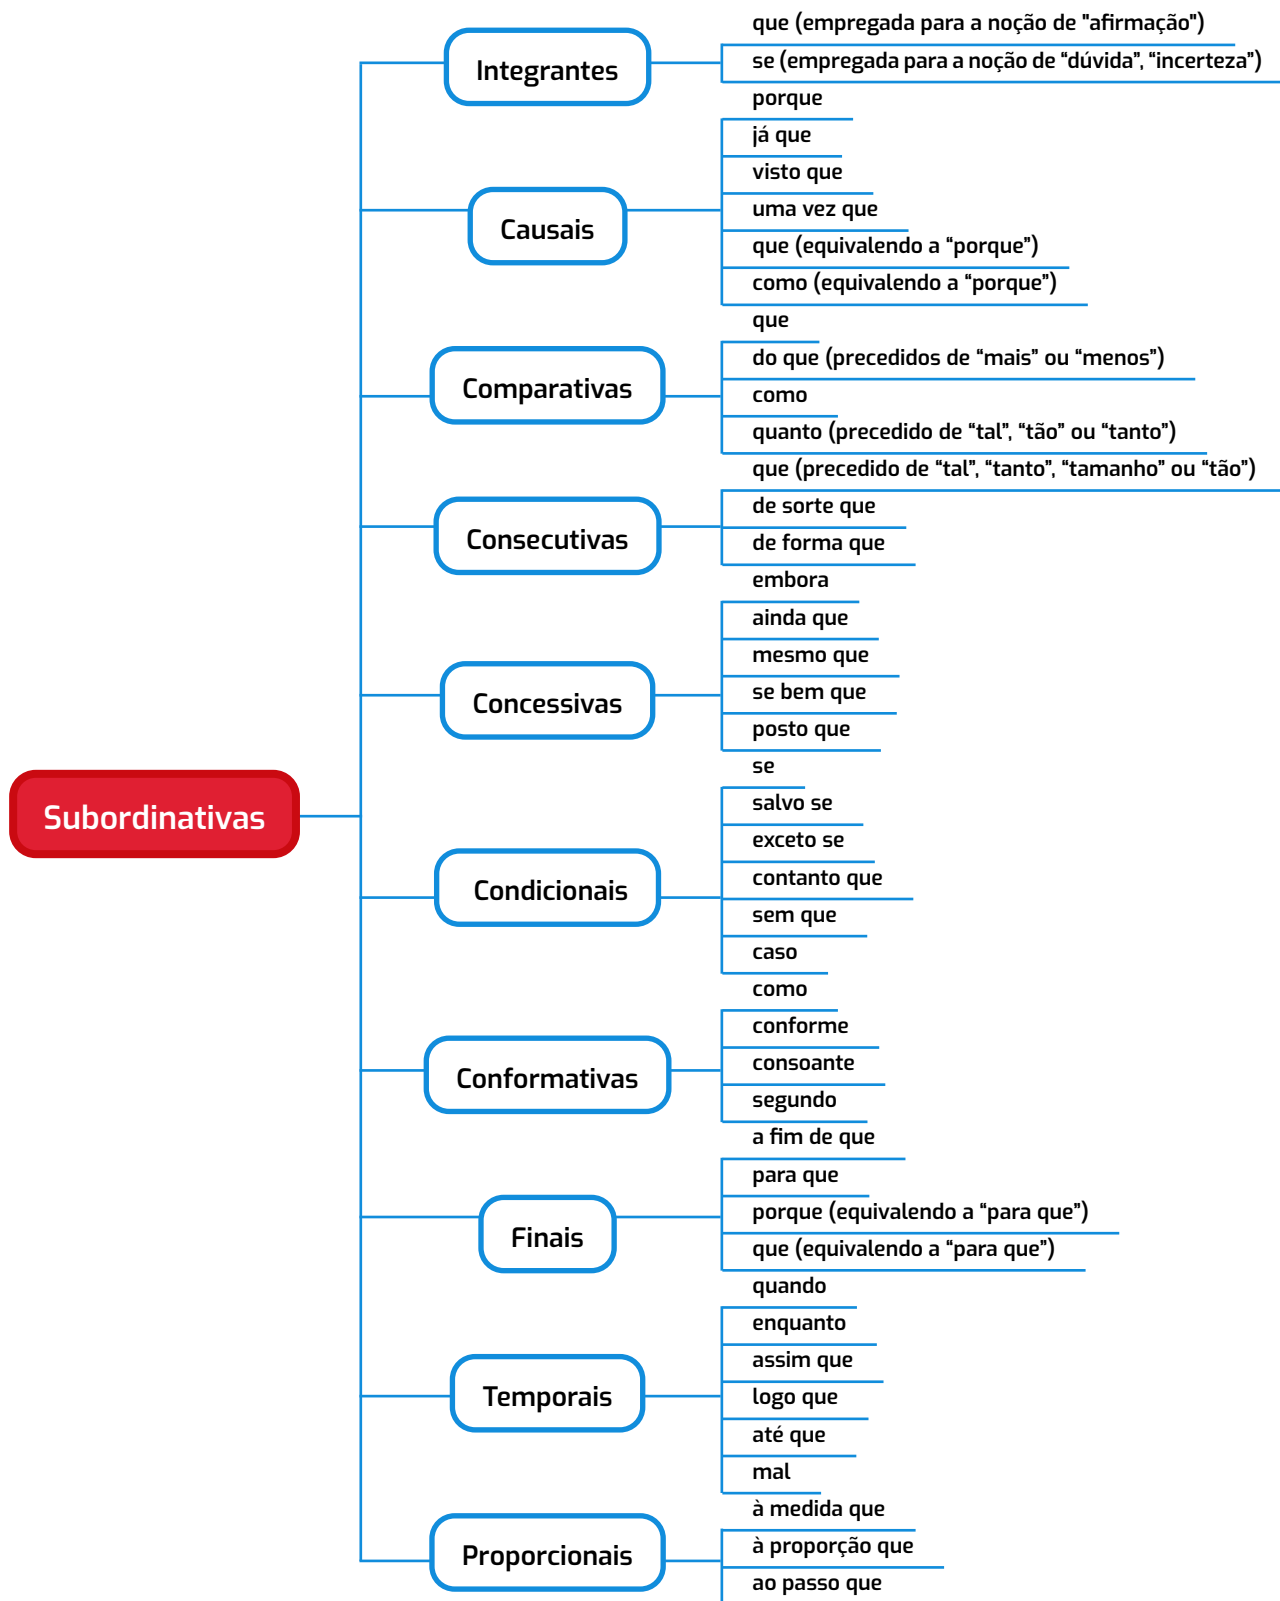 Subordinativas
Integrantes
que (empregada para a noção de "afirmação")
se (empregada para a noção de “dúvida”, “incerteza”)
Causais
porque
já que
visto que
uma vez que
que (equivalendo a “porque”)
como (equivalendo a “porque”)
Comparativas
que
do que (precedidos de “mais” ou “menos”)
como
quanto (precedido de “tal”, “tão” ou “tanto”)
Consecutivas
que (precedido de “tal”, “tanto”, “tamanho” ou “tão”)
de sorte que
de forma que
Concessivas
embora
ainda que
mesmo que
se bem que
posto que
Condicionais
se
salvo se
exceto se
contanto que
sem que
caso
Conformativas
como
conforme
consoante
segundo
Finais
a fim de que
para que
porque (equivalendo a “para que”)
que (equivalendo a “para que”)
Temporais
quando
enquanto
assim que
logo que
até que
mal
Proporcionais
à medida que
à proporção que
ao passo que